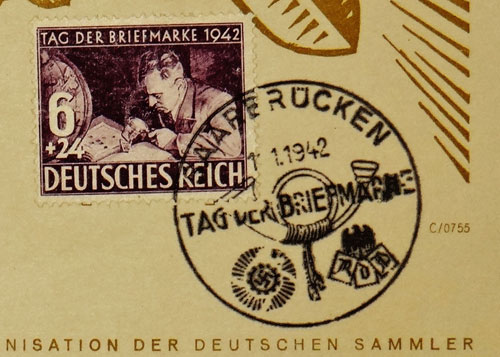 TAG DER BRIEFMARKE 1942
6
+24
DEUTSCHES REICH
SAARBRÜCKEN
11.1.1942
TAG DER BRIEFMARKE
C/0755
NISATION DER DEUTSCHEN SAMMLER